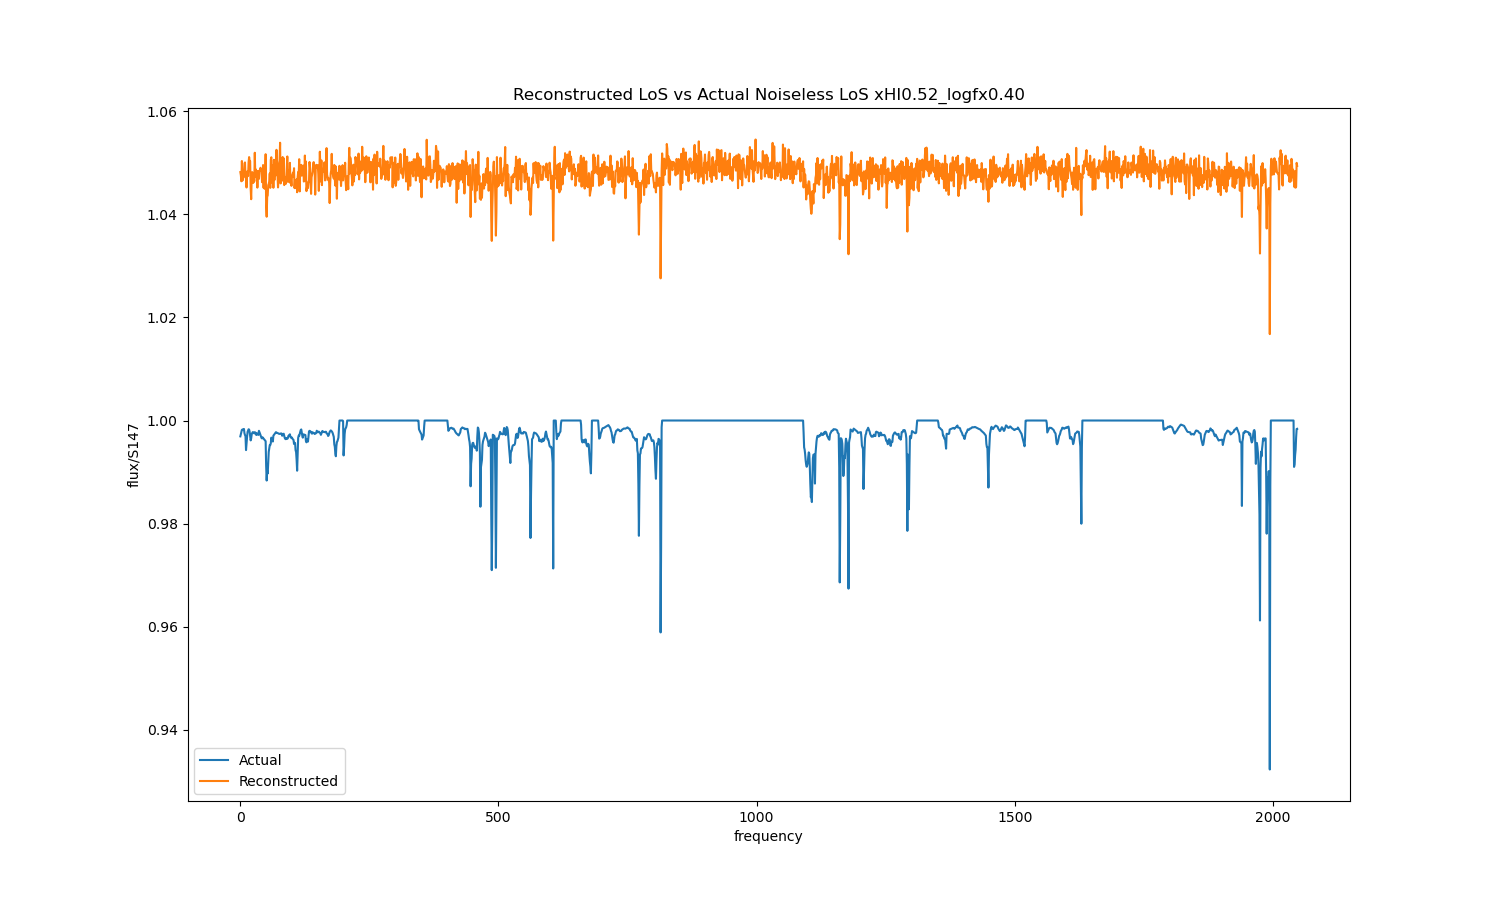 Reconstructed LoS vs Actual Noiseless LoS xHI0.52_logfx0.40
1.06
1.04
1.02
1.00
0.98
0.96
0.94
flux/S147
Actual
Reconstructed
0 500 1000 1500 2000
frequency